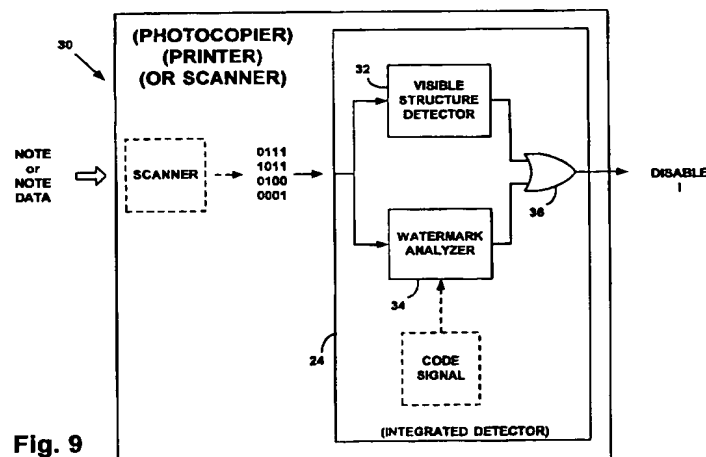 (PHOTOCOPIER)
(PRINTER)
(OR SCANNER)
30
NOTE
or
NOTE
DATA
SCANNER
0111
1011
0100
0001
32
VISIBLE
STRUCTURE
DETECTOR
WATERMARK
ANALYZER
34
36
DISABLE
I
24
CODE
SIGNAL
(INTEGRATED DETECTOR)
Fig. 9